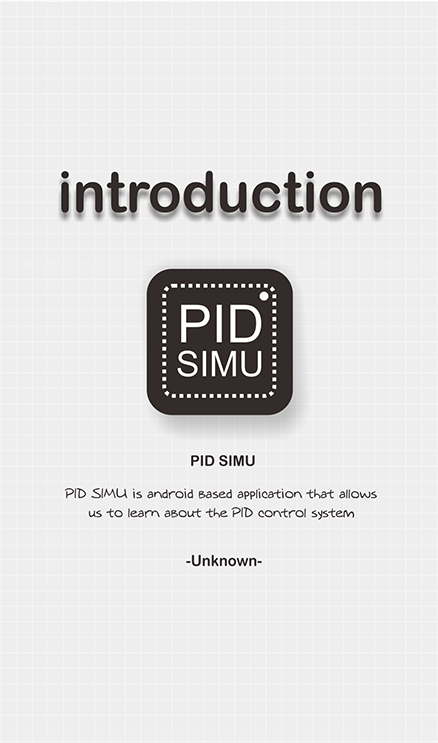 introduction
PID
SIMU
PID SIMU
PID SIMU is android based application that allows
us to learn about the PID control system
-Unknown-